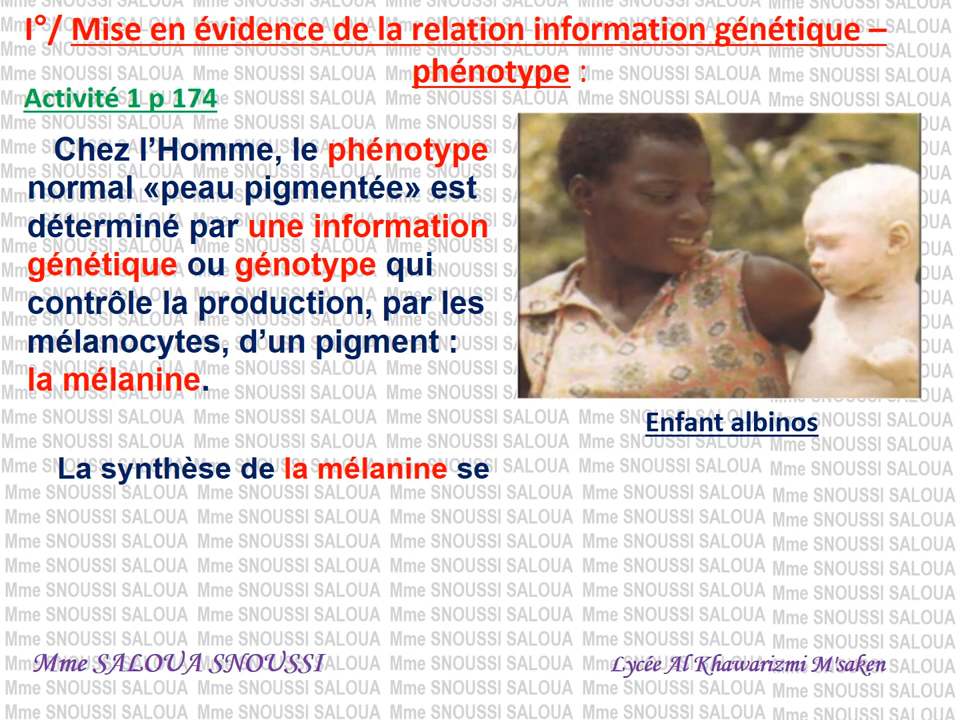 I°/ Mise en évidence de la relation information génétique –
phénotype :
Activité 1 p 174
Chez l’Homme, le phénotype
normal «peau pigmentée» est
déterminé par une information
génétique ou génotype qui
contrôle la production, par les
mélanocytes, d’un pigment :
la mélanine.
Enfant albinos
La synthèse de la mélanine se
Mme SALOUA SNOUSSI
Lycée Al Khawarizmi M'saken
Mme SNOUSSI SALOUA